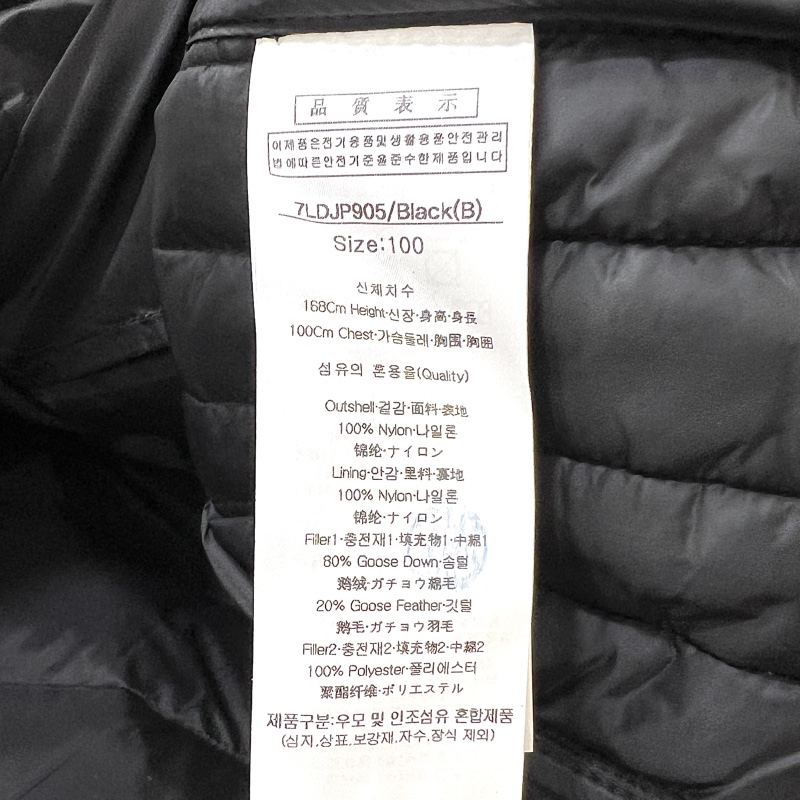 品 質 表 示
이제품은전기용품및생활용품안전관리
법에따른안전기준을준수한제품입니다
7LDJP905/Black(B)
Size:100
신체치수
168Cm Height·신장·身高·身長
100Cm Chest·가슴둘레·胸围·胸囲
섬유의 혼용율(Quality)
Outshell·겉감·面料·表地
100% Nylon·나일론
锦纶·ナイロン
Lining·안감·里料·裏地
100% Nylon·나일론
锦纶·ナイロン
Filler1·충전재1·填充物1·中綿1
80% Goose Down·솜털
鹅绒·ガチョウ綿毛
20% Goose Feather·깃털
鹅毛·ガチョウ羽毛
Filler2·충전재2·填充物2·中綿2
100% Polyester·폴리에스터
聚酯纤维·ポリエステル
제품구분:우모 및 인조섬유 혼합제품
(심지,상표,보강재,자수,장식 제외)